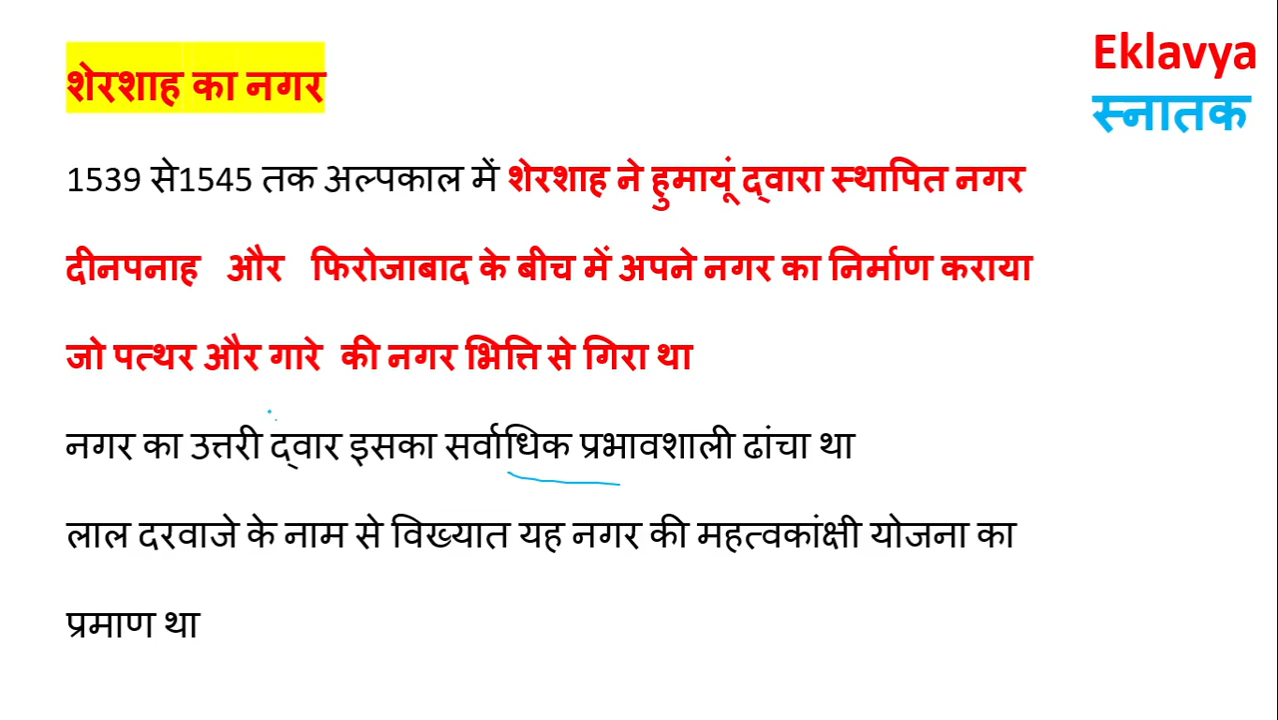 शेरशाह का नगर
Eklavya
स्नातक
1539 से1545 तक अल्पकाल में शेरशाह ने हुमायूं द्वारा स्थापित नगर
दीनपनाह और फिरोजाबाद के बीच में अपने नगर का निर्माण कराया
जो पत्थर और गारे की नगर भित्ति से गिरा था
नगर का उत्तरी द्वार इसका सर्वाधिक प्रभावशाली ढांचा था
लाल दरवाजे के नाम से विख्यात यह नगर की महत्वकांक्षी योजना का
प्रमाण था